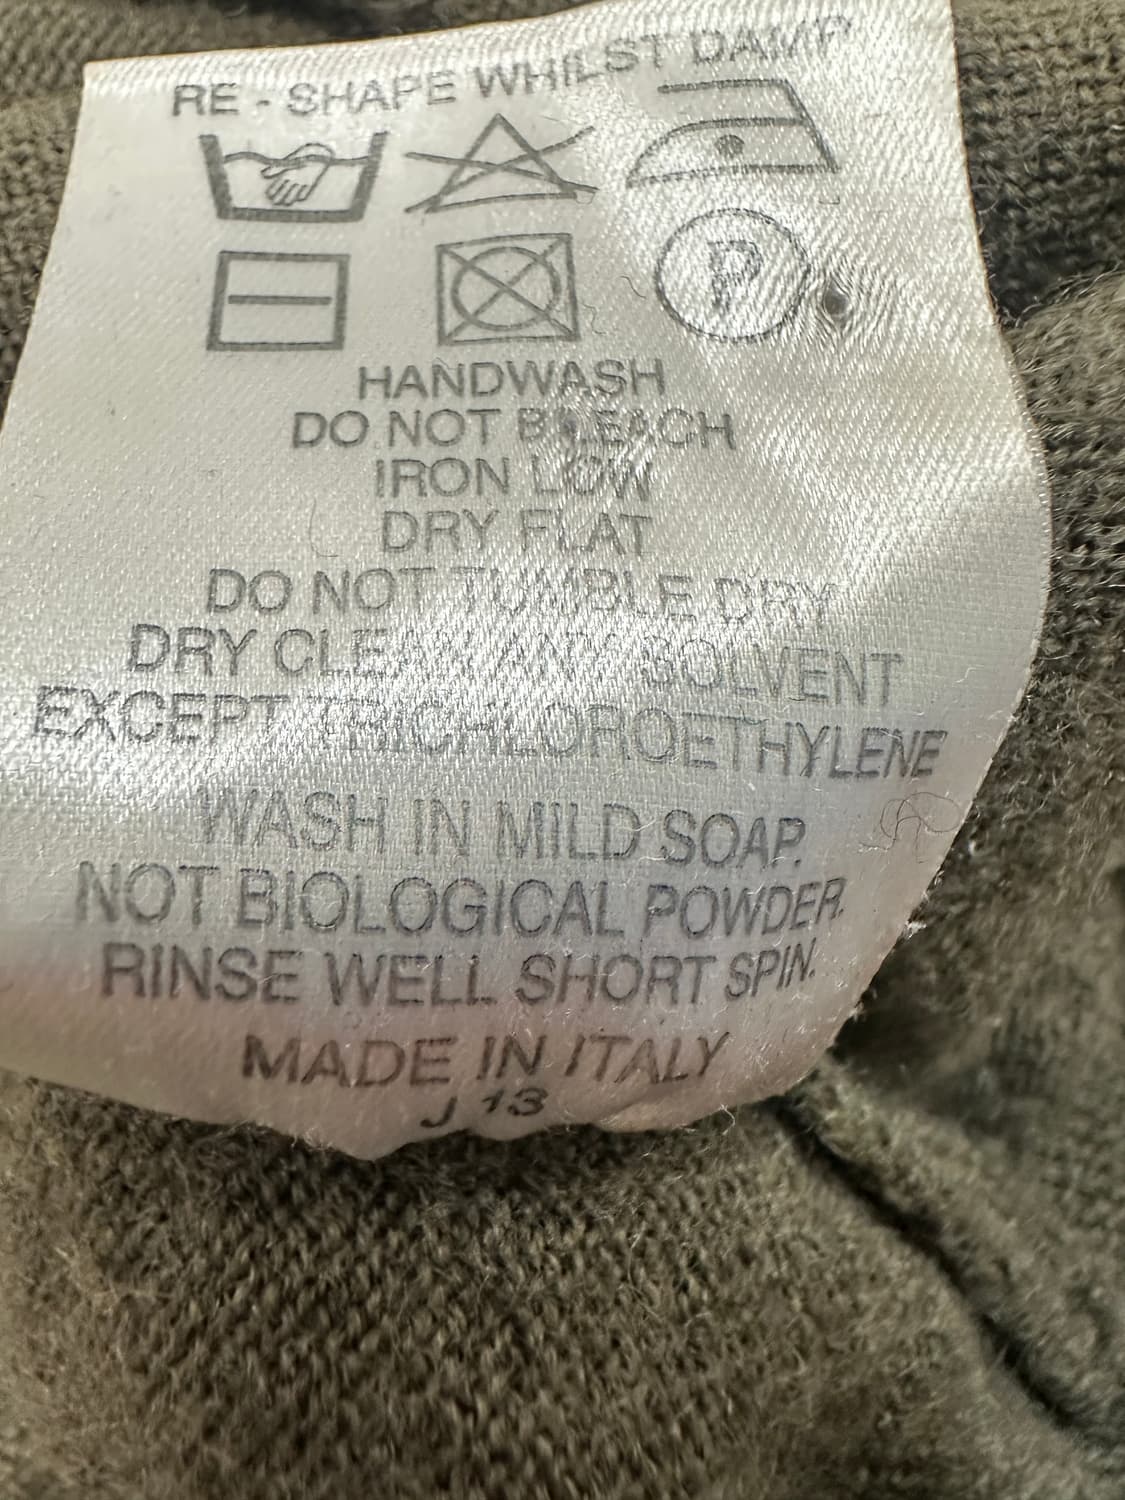 RE - SHAPE WHILST DAMP
P
HANDWASH
DO NOT BLEACH
IRON LOW
DRY FLAT
DO NOT TUMBLE DRY
DRY CLEAN ANY SOLVENT
EXCEPT TRICHLOROETHYLENE
WASH IN MILD SOAP.
NOT BIOLOGICAL POWDER.
RINSE WELL SHORT SPIN.
MADE IN ITALY
J 13